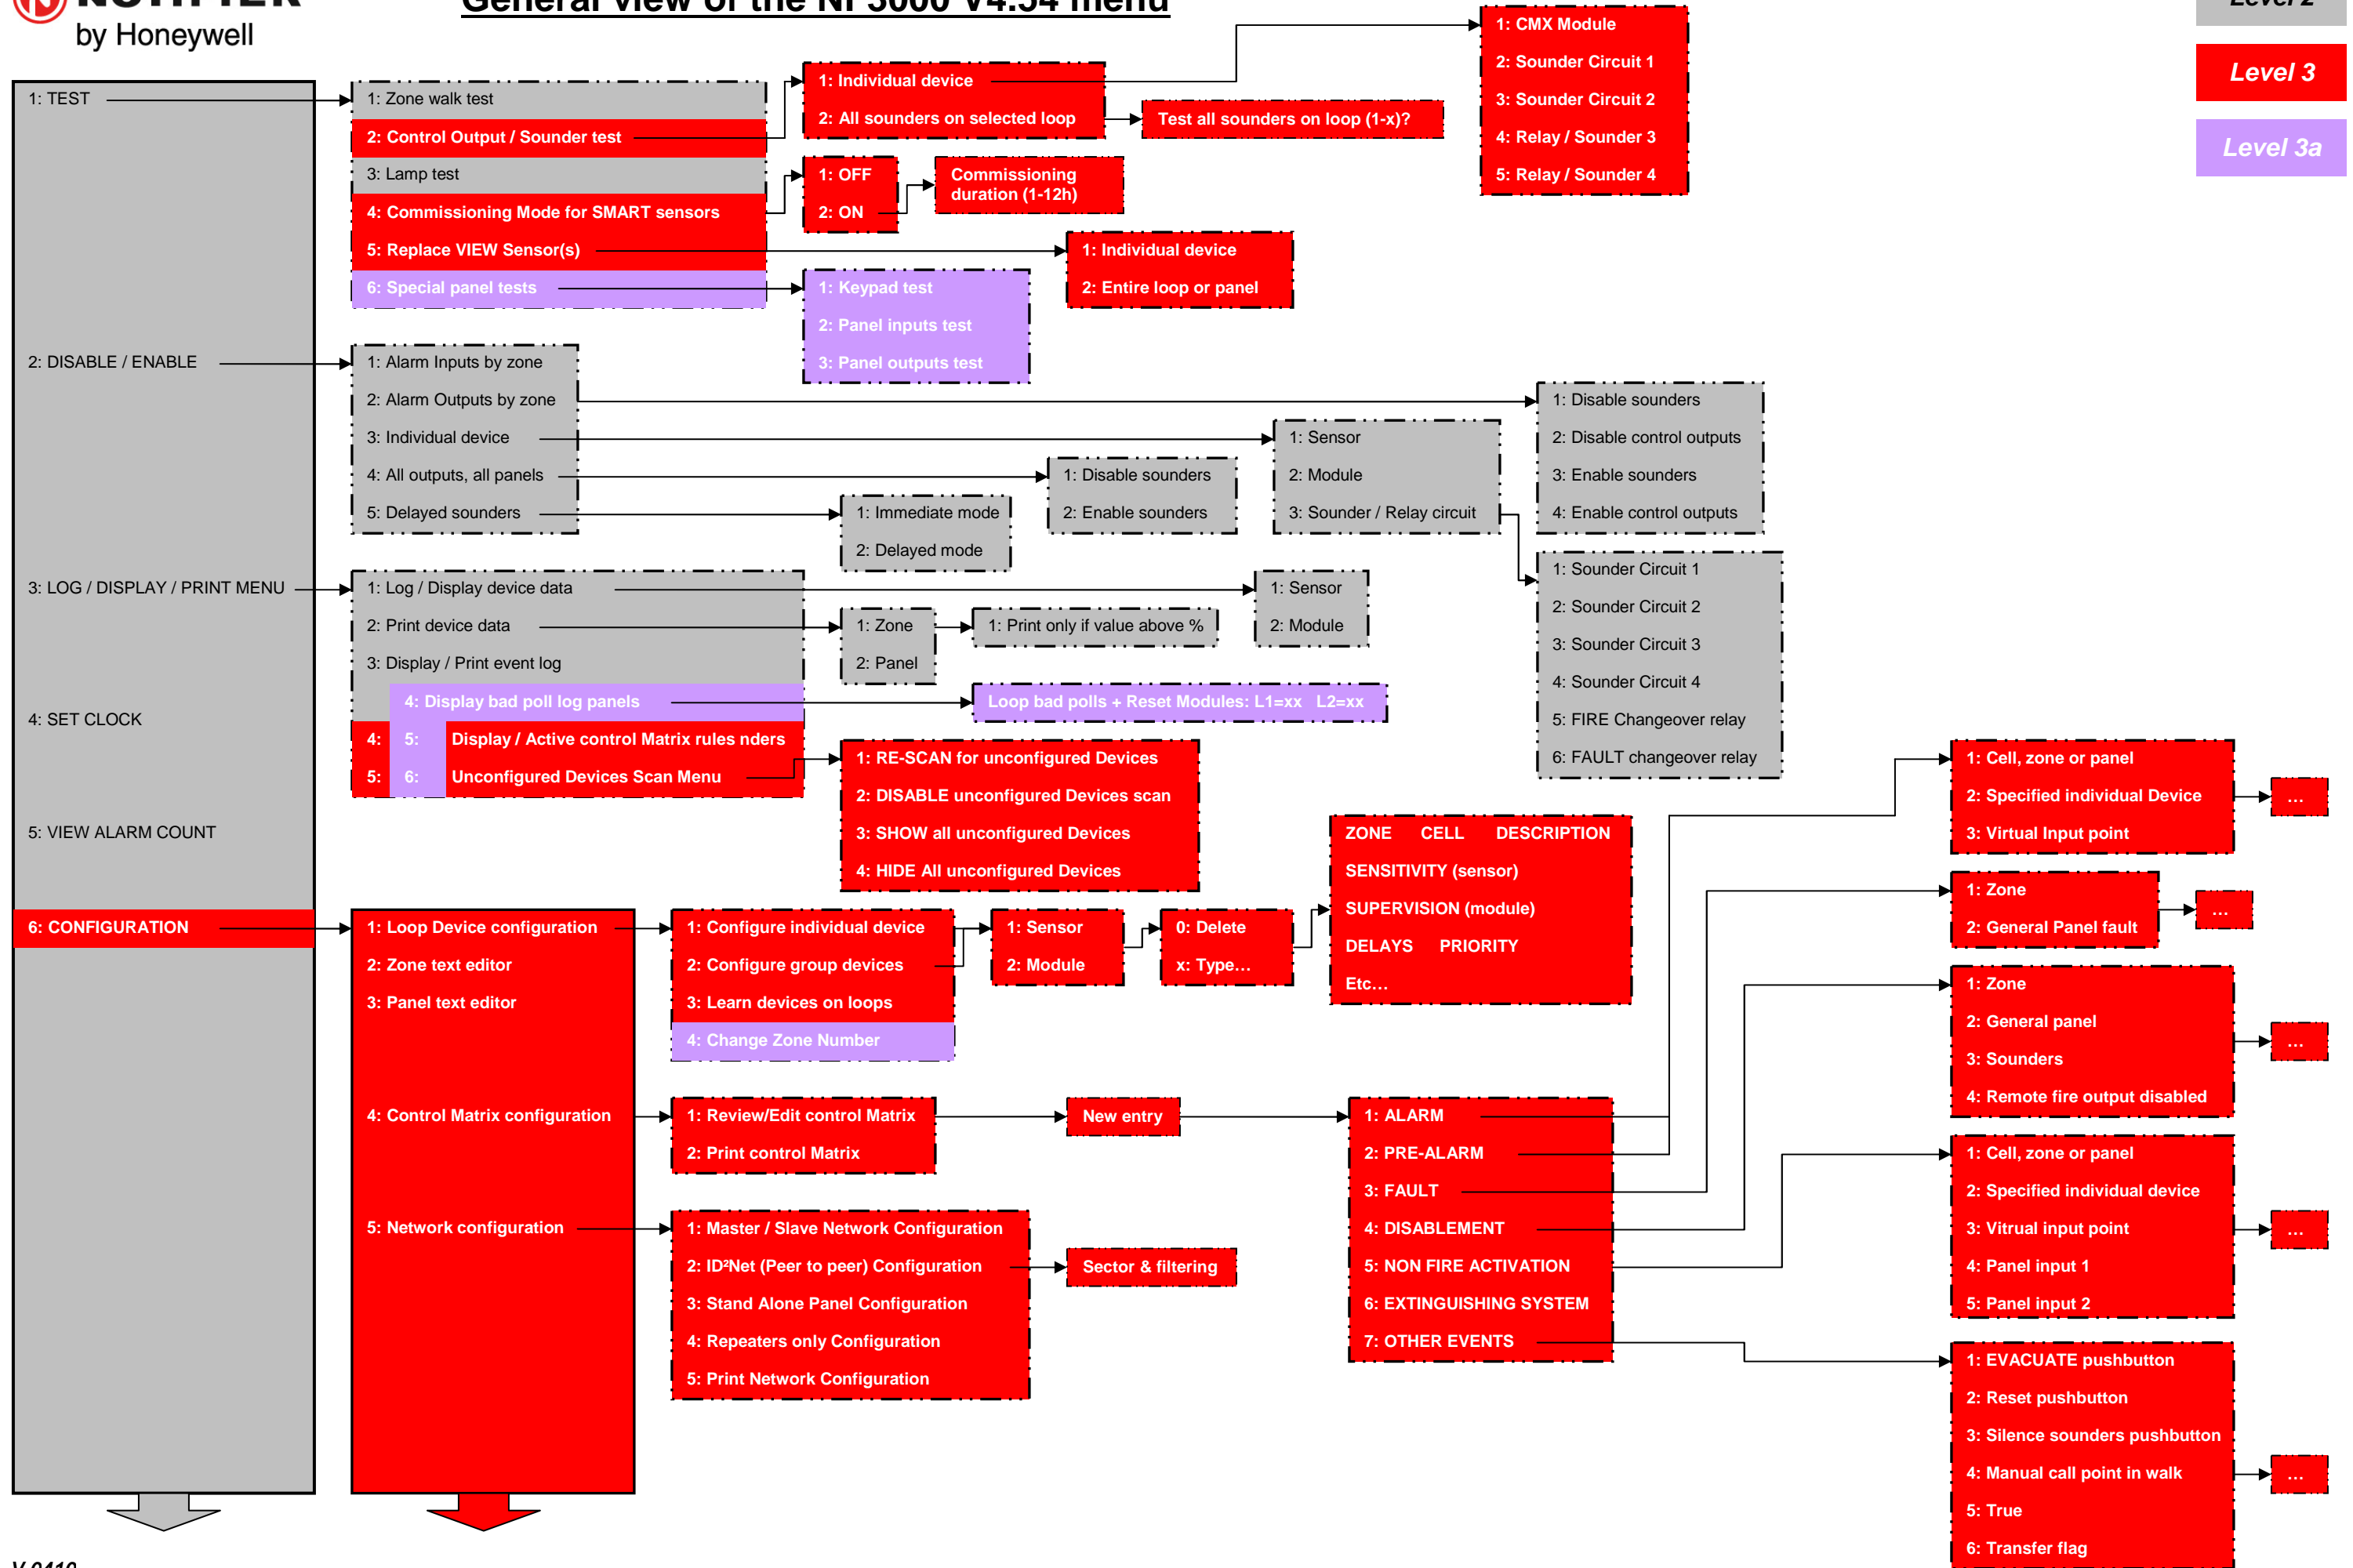 NOTIFIER
by Honeywell
General view of the NF3000 V4.54 menu
Level 2
Level 3
Level 3a
1: TEST
2: DISABLE / ENABLE
3: LOG / DISPLAY / PRINT MENU
4: SET CLOCK
5: VIEW ALARM COUNT
6: CONFIGURATION
1: Zone walk test
2: Control Output / Sounder test
3: Lamp test
4: Commissioning Mode for SMART sensors
5: Replace VIEW Sensor(s)
6: Special panel tests
1: Individual device
2: All sounders on selected loop
Test all sounders on loop (1-x)?
1: CMX Module
2: Sounder Circuit 1
3: Sounder Circuit 2
4: Relay / Sounder 3
5: Relay / Sounder 4
1: OFF
2: ON
Commissioning
duration (1-12h)
1: Individual device
2: Entire loop or panel
1: Keypad test
2: Panel inputs test
3: Panel outputs test
1: Alarm Inputs by zone
2: Alarm Outputs by zone
3: Individual device
4: All outputs, all panels
5: Delayed sounders
1: Immediate mode
2: Delayed mode
1: Disable sounders
2: Enable sounders
1: Sensor
2: Module
3: Sounder / Relay circuit
1: Disable sounders
2: Disable control outputs
3: Enable sounders
4: Enable control outputs
1: Sounder Circuit 1
2: Sounder Circuit 2
3: Sounder Circuit 3
4: Sounder Circuit 4
5: FIRE Changeover relay
6: FAULT changeover relay
1: Log / Display device data
2: Print device data
3: Display / Print event log
4: Display bad poll log panels
4: 5: Display / Active control Matrix rules nders
5: 6: Unconfigured Devices Scan Menu
1: Sensor
2: Module
1: Zone
2: Panel
1: Print only if value above %
Loop bad polls + Reset Modules: L1=xx L2=xx
1: RE-SCAN for unconfigured Devices
2: DISABLE unconfigured Devices scan
3: SHOW all unconfigured Devices
4: HIDE All unconfigured Devices
1: Loop Device configuration
2: Zone text editor
3: Panel text editor
4: Control Matrix configuration
5: Network configuration
1: Configure individual device
2: Configure group devices
3: Learn devices on loops
4: Change Zone Number
1: Sensor
2: Module
0: Delete
x: Type...
ZONE CELL DESCRIPTION
SENSITIVITY (sensor)
SUPERVISION (module)
DELAYS PRIORITY
Etc...
1: Review/Edit control Matrix
2: Print control Matrix
New entry
1: ALARM
2: PRE-ALARM
3: FAULT
4: DISABLEMENT
5: NON FIRE ACTIVATION
6: EXTINGUISHING SYSTEM
7: OTHER EVENTS
1: Master / Slave Network Configuration
2: ID²Net (Peer to peer) Configuration
3: Stand Alone Panel Configuration
4: Repeaters only Configuration
5: Print Network Configuration
Sector & filtering
1: Cell, zone or panel
2: Specified individual Device
3: Virtual Input point
...
1: Zone
2: General Panel fault
...
1: Zone
2: General panel
3: Sounders
4: Remote fire output disabled
...
1: Cell, zone or panel
2: Specified individual device
3: Vitrual input point
4: Panel input 1
5: Panel input 2
...
1: EVACUATE pushbutton
2: Reset pushbutton
3: Silence sounders pushbutton
4: Manual call point in walk
5: True
6: Transfer flag
...
V 0410